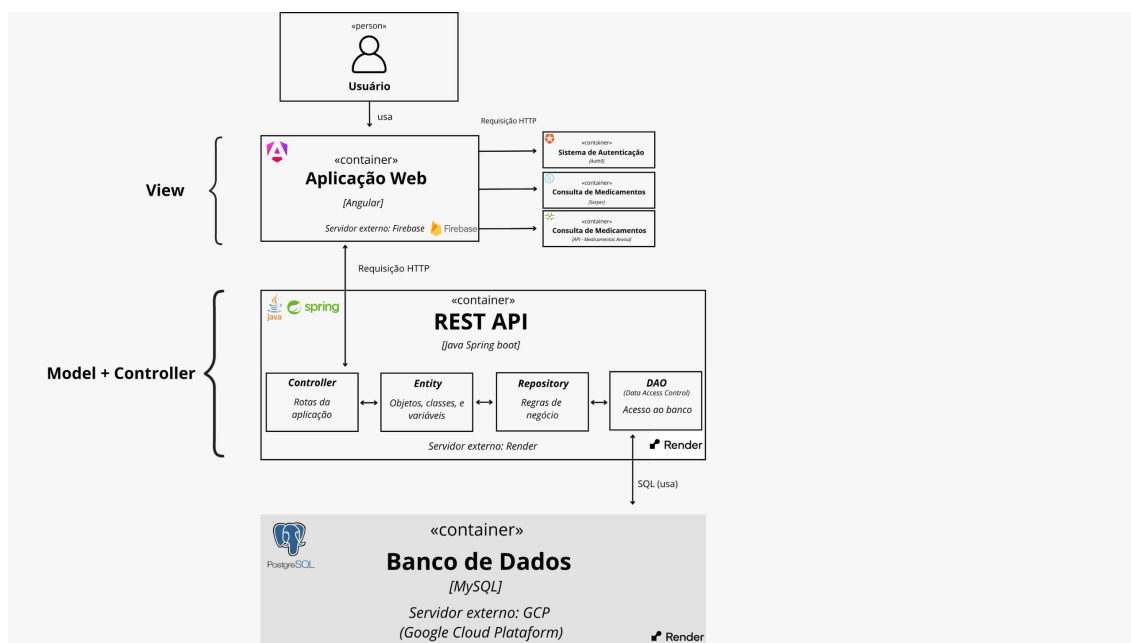 «person»
Usuário
usa
Requisição HTTP
View
«container»
Aplicação Web
[Angular]
Servidor externo: Firebase
Firebase
«container»
Sistema de Autenticação
[Auth0]
«container»
Consulta de Medicamentos
[Serper]
«container»
Consulta de Medicamentos
[API - Medicamentos Anvisa]
Requisição HTTP
Model + Controller
Java
spring
«container»
REST API
[Java Spring boot]
Controller
Rotas da
aplicação
Entity
Objetos, classes, e
variáveis
Repository
Regras de
negócio
DAO
(Data Access Control)
Acesso ao banco
Servidor externo: Render
Render
SQL (usa)
PostgreSQL
«container»
Banco de Dados
[MySQL]
Servidor externo: GCP
(Google Cloud Plataform)
Render